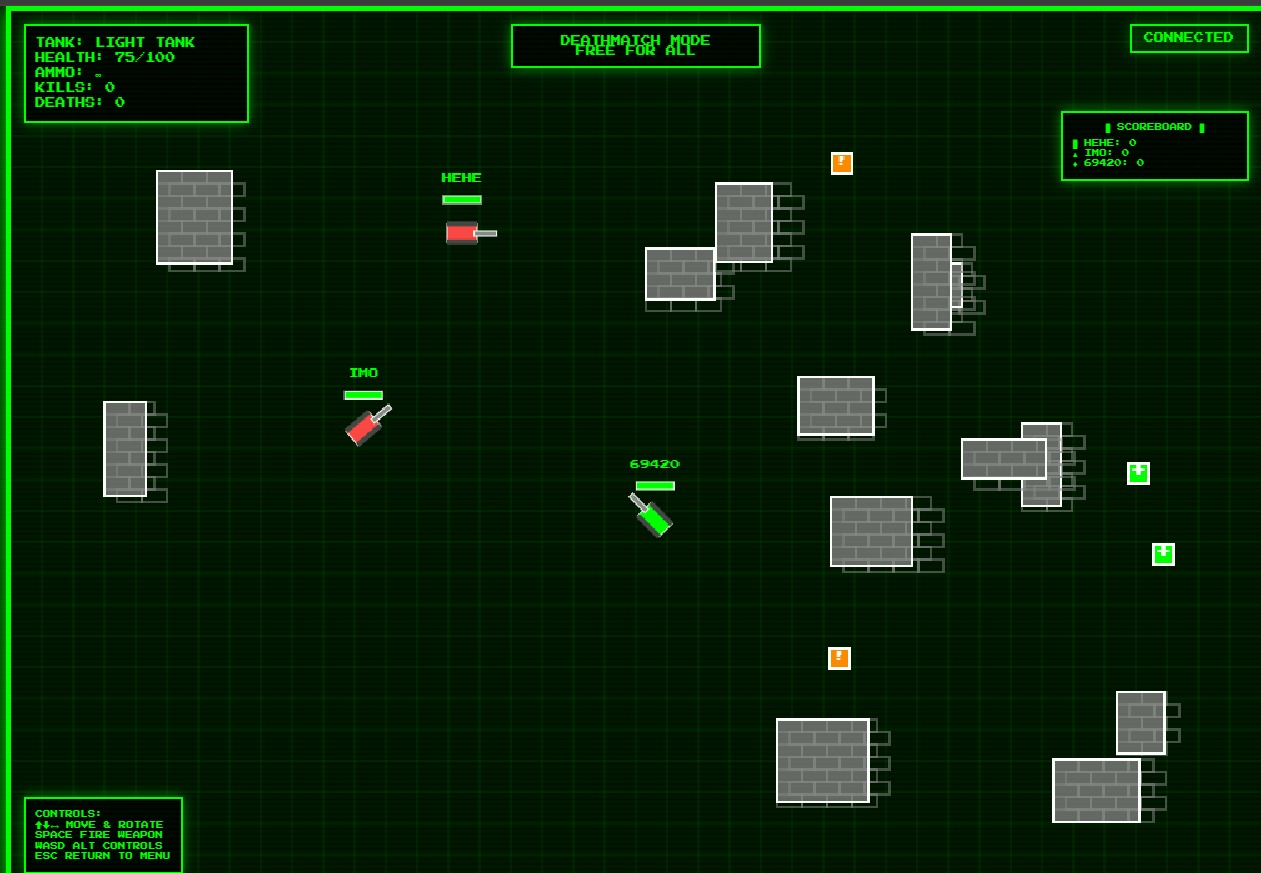 TANK: LIGHT TANK
HEALTH: 75/100
AMMO: ∞
KILLS: 0
DEATHS: 0
DEATHMATCH MODE
FREE FOR ALL
CONNECTED
SCOREBOARD
HEHE: 0
IMO: 0
69420: 0
HEHE
IMO
69420
!
+
+
!
CONTROLS:
MOVE & ROTATE
SPACE FIRE WEAPON
WASD ALT CONTROLS
ESC RETURN TO MENU